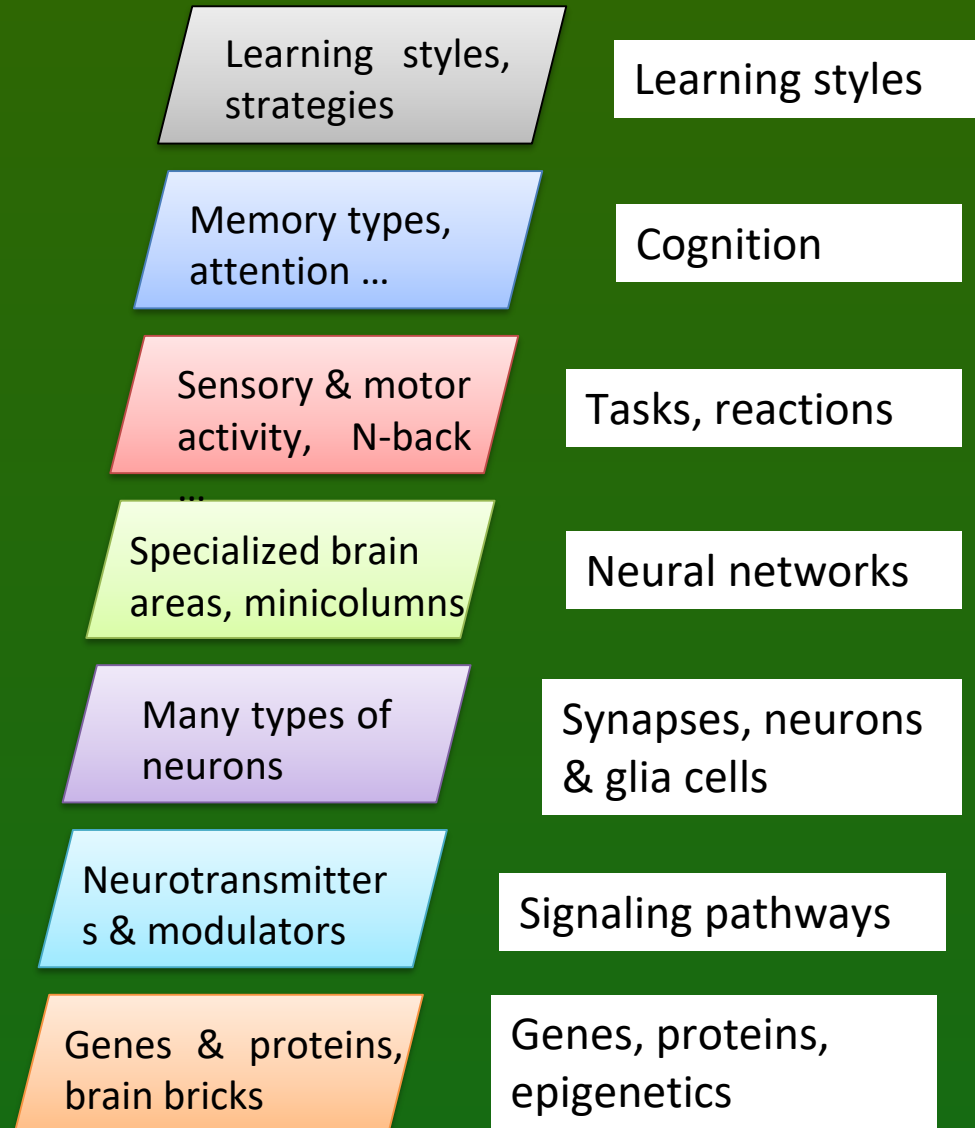 Learning styles,
strategies
Learning styles
Memory types,
attention …
Cognition
Sensory & motor
activity, N-back
…
Tasks, reactions
Specialized brain
areas, minicolumns
Neural networks
Many types of
neurons
Synapses, neurons
& glia cells
Neurotransmitter
s & modulators
Signaling pathways
Genes & proteins,
brain bricks
Genes, proteins,
epigenetics